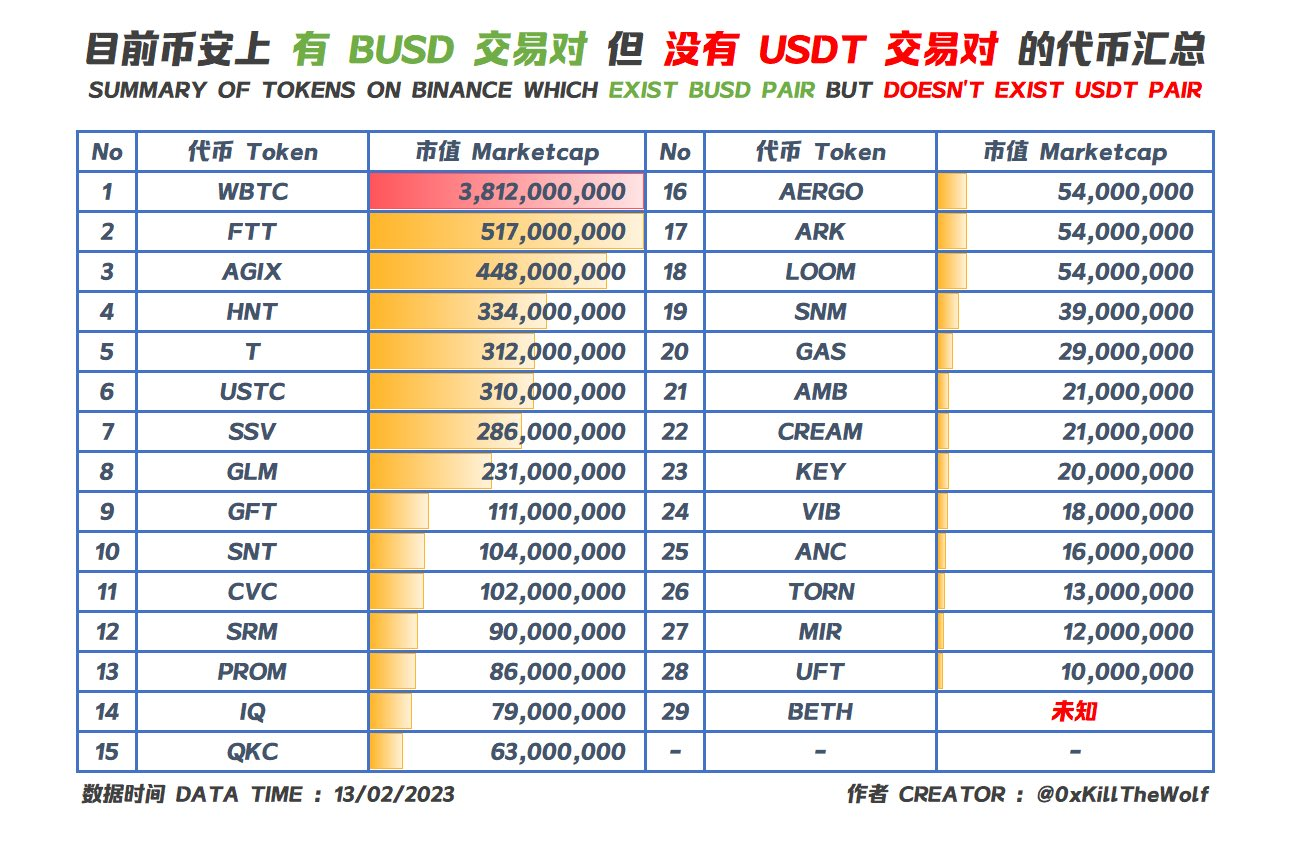 目前币安上 有 BUSD 交易对 但 没有 USDT 交易对 的代币汇总
SUMMARY OF TOKENS ON BINANCE WHICH EXIST BUSD PAIR BUT DOESN'T EXIST USDT PAIR
No 代币 Token 市值 Marketcap No 代币 Token 市值 Marketcap
1 WBTC 3,812,000,000 16 AERGO 54,000,000
2 FTT 517,000,000 17 ARK 54,000,000
3 AGIX 448,000,000 18 LOOM 54,000,000
4 HNT 334,000,000 19 SNM 39,000,000
5 T 312,000,000 20 GAS 29,000,000
6 USTC 310,000,000 21 AMB 21,000,000
7 SSV 286,000,000 22 CREAM 21,000,000
8 GLM 231,000,000 23 KEY 20,000,000
9 GFT 111,000,000 24 VIB 18,000,000
10 SNT 104,000,000 25 ANC 16,000,000
11 CVC 102,000,000 26 TORN 13,000,000
12 SRM 90,000,000 27 MIR 12,000,000
13 PROM 86,000,000 28 UFT 10,000,000
14 IQ 79,000,000 29 BETH 未知
15 QKC 63,000,000 - - -
数据时间 DATA TIME : 13/02/2023 作者 CREATOR : @0xKillTheWolf